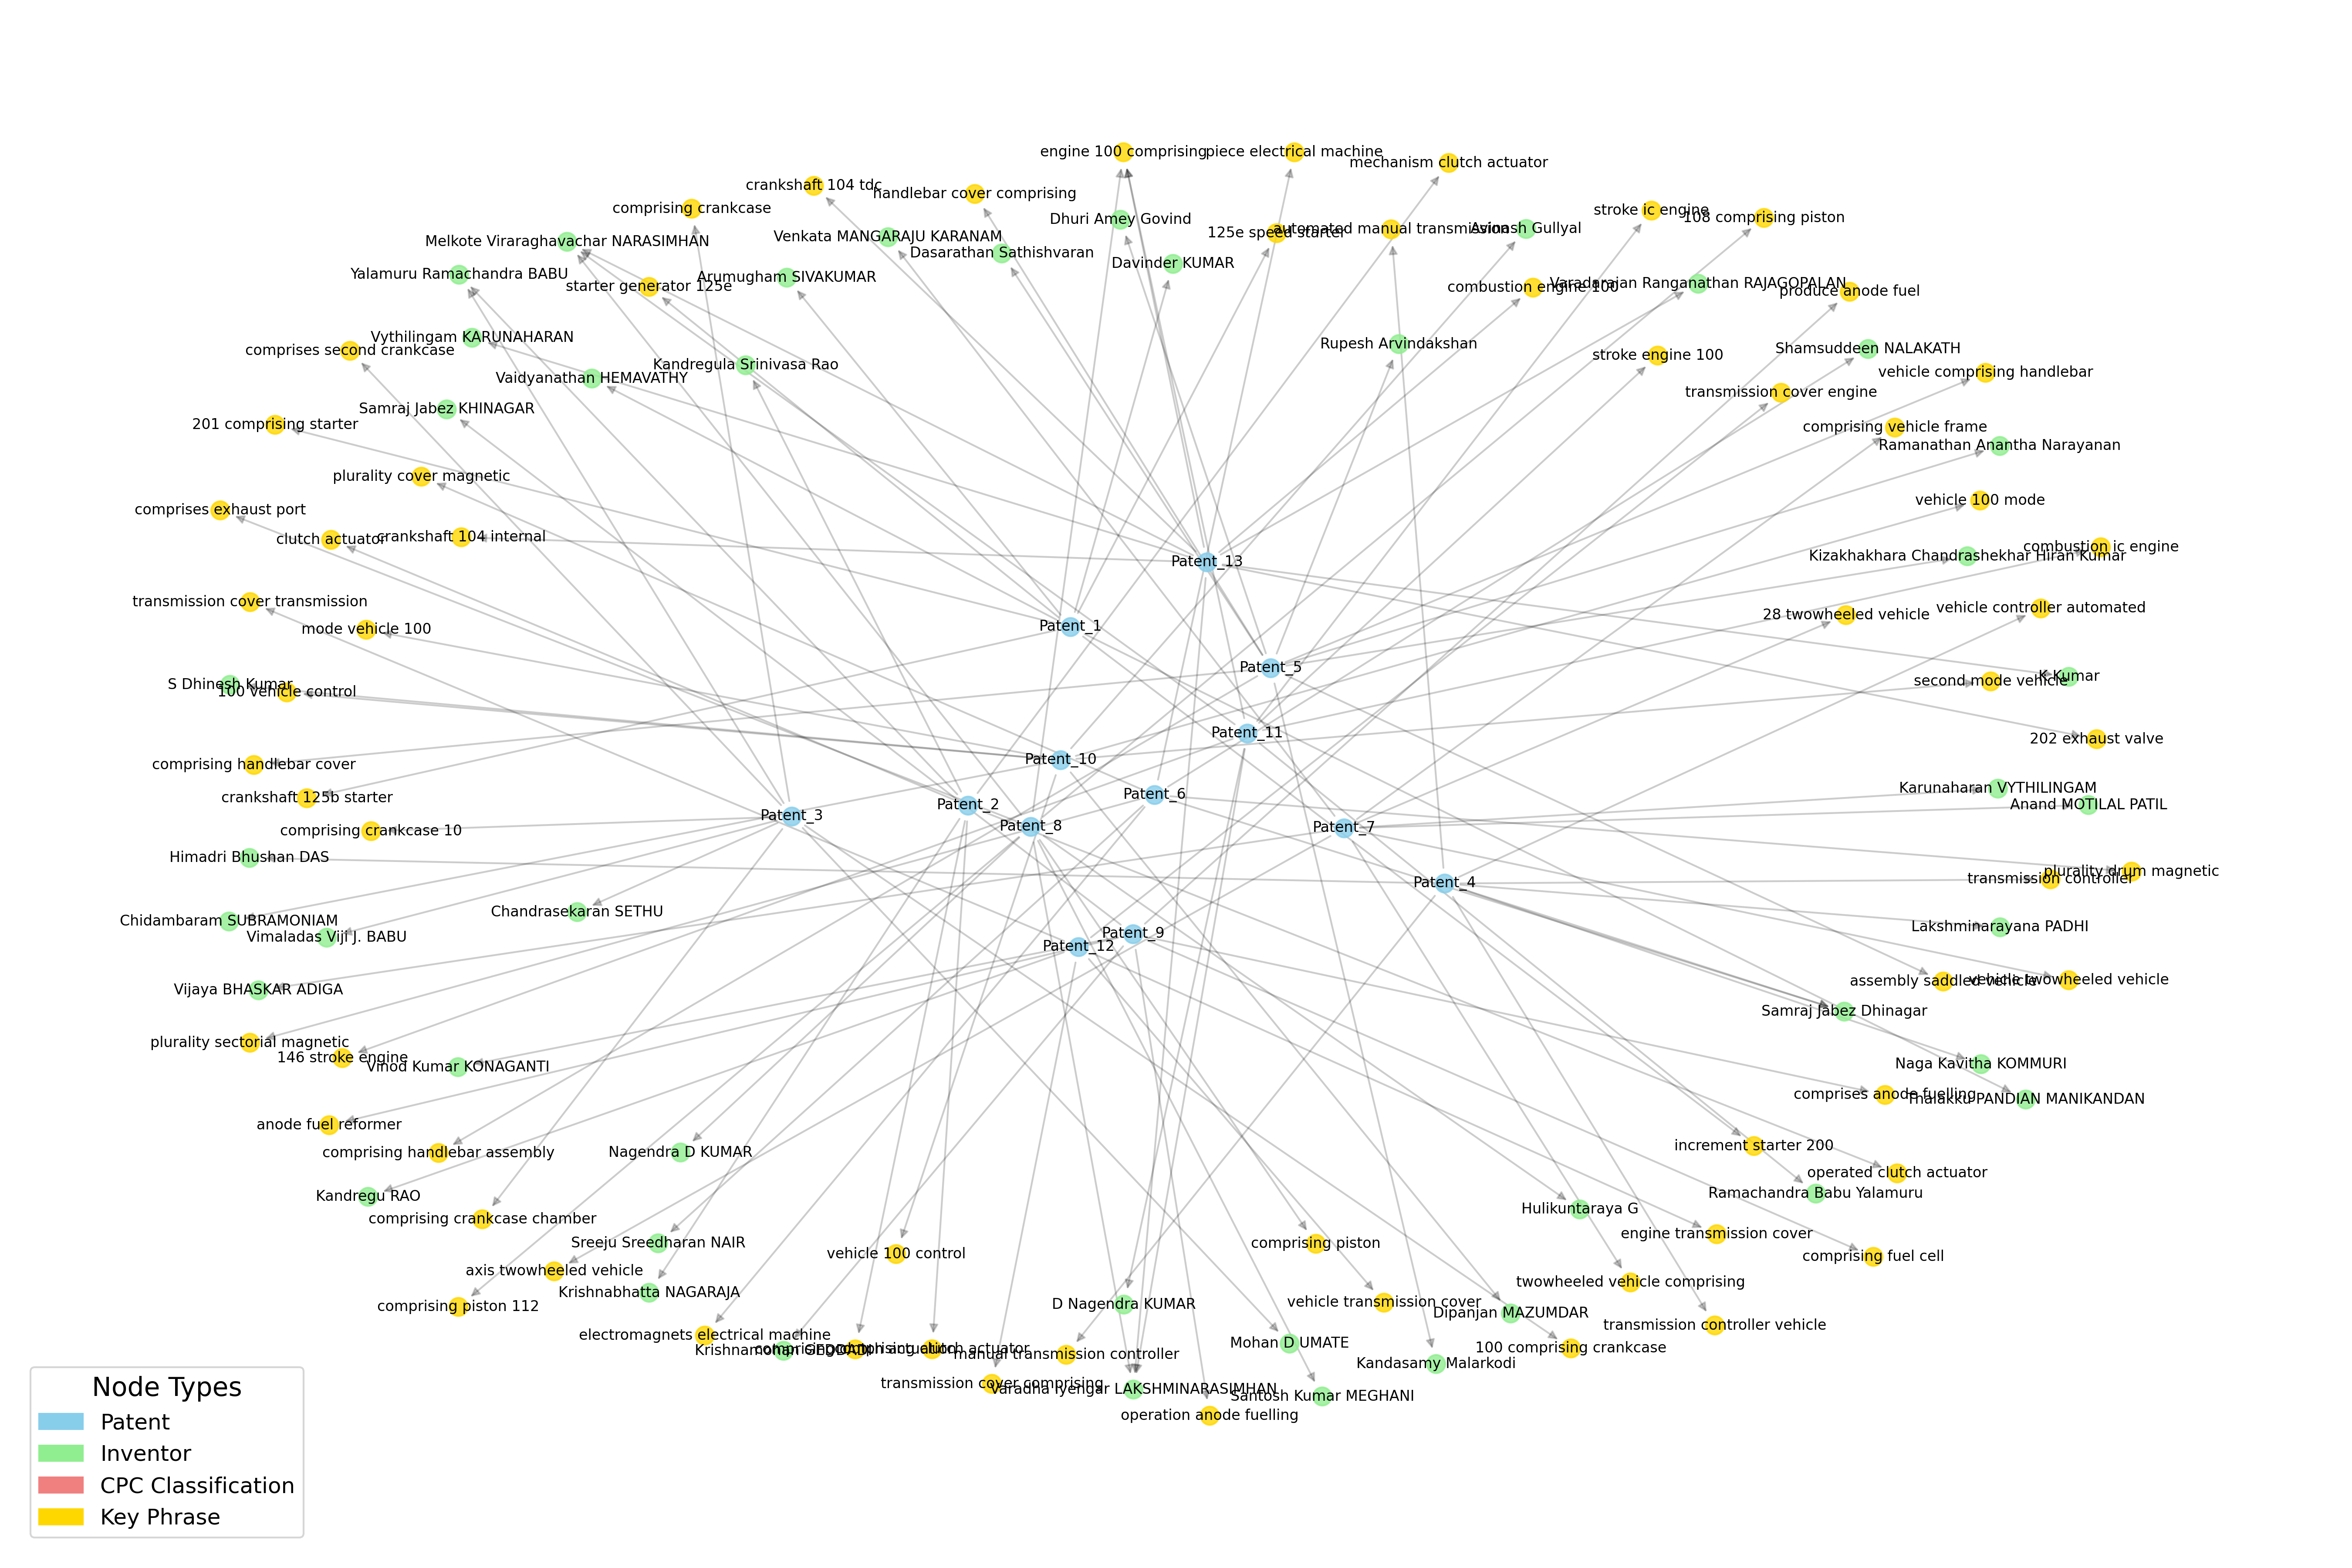 engine 100 comprising
piece electrical machine
mechanism clutch actuator
crankshaft 104 tdc
handlebar cover comprising
comprising crankcase
stroke ic engine
108 comprising piston
Dhuri Amey Govind
Melkote Viraraghavachar NARASIMHAN
Venkata MANGARAJU KARANAM
125e speed starter
automated manual transmission
Avinash Gullyal
Dasarathan Sathishvaran
Davinder KUMAR
Yalamuru Ramachandra BABU
Arumugham SIVAKUMAR
starter generator 125e
combustion engine 100
Varadarajan Ranganathan RAJAGOPALAN
produce anode fuel
Vythilingam KARUNAHARAN
Rupesh Arvindakshan
comprises second crankcase
stroke engine 100
Shamsuddeen NALAKATH
Kandregula Srinivasa Rao
vehicle comprising handlebar
Vaidyanathan HEMAVATHY
transmission cover engine
Samraj Jabez KHINAGAR
201 comprising starter
comprising vehicle frame
Ramanathan Anantha Narayanan
plurality cover magnetic
vehicle 100 mode
comprises exhaust port
clutch actuator
crankshaft 104 internal
combustion ic engine
Kizakhakhara Chandrashekhar Hiran Kumar
Patent_13
transmission cover transmission
vehicle controller automated
28 twowheeled vehicle
mode vehicle 100
Patent_1
Patent_5
K Kumar
second mode vehicle
S Dhinesh Kumar
100 vehicle control
Patent_11
202 exhaust valve
Patent_10
comprising handlebar cover
Karunaharan VYTHILINGAM
Patent_6
crankshaft 125b starter
Anand MOTILAL PATIL
Patent_2
Patent_3
Patent_8
Patent_7
comprising crankcase 10
Himadri Bhushan DAS
plurality drum magnetic
transmission controller
Patent_4
Chandrasekaran SETHU
Chidambaram SUBRAMONIAM
Lakshminarayana PADHI
Vimaladas Viji J. BABU
Patent_9
Patent_12
assembly saddled vehicle
vehicle twowheeled vehicle
Vijaya BHASKAR ADIGA
Samraj Jabez Dhinagar
plurality sectorial magnetic
146 stroke engine
Vinod Kumar KONAGANTI
Naga Kavitha KOMMURI
comprises anode fuelling
Thalakku PANDIAN MANIKANDAN
anode fuel reformer
increment starter 200
comprising handlebar assembly
Nagendra D KUMAR
operated clutch actuator
Kandregu RAO
Ramachandra Babu Yalamuru
Hulikuntaraya G
comprising crankcase chamber
engine transmission cover
Sreeju Sreedharan NAIR
comprising piston
vehicle 100 control
comprising fuel cell
axis twowheeled vehicle
twowheeled vehicle comprising
Krishnabhatta NAGARAJA
comprising piston 112
D Nagendra KUMAR
vehicle transmission cover
Dipanjan MAZUMDAR
transmission controller vehicle
electromagnets electrical machine
Mohan D UMATE
100 comprising crankcase
Krishnamohan GEDDADI
comprising clutch actuator
manual transmission controller
Kandasamy Malarkodi
transmission cover comprising
Varadha Iyengar LAKSHMINARASIMHAN
Santosh Kumar MEGHANI
operation anode fuelling
Node Types
Patent
Inventor
CPC Classification
Key Phrase